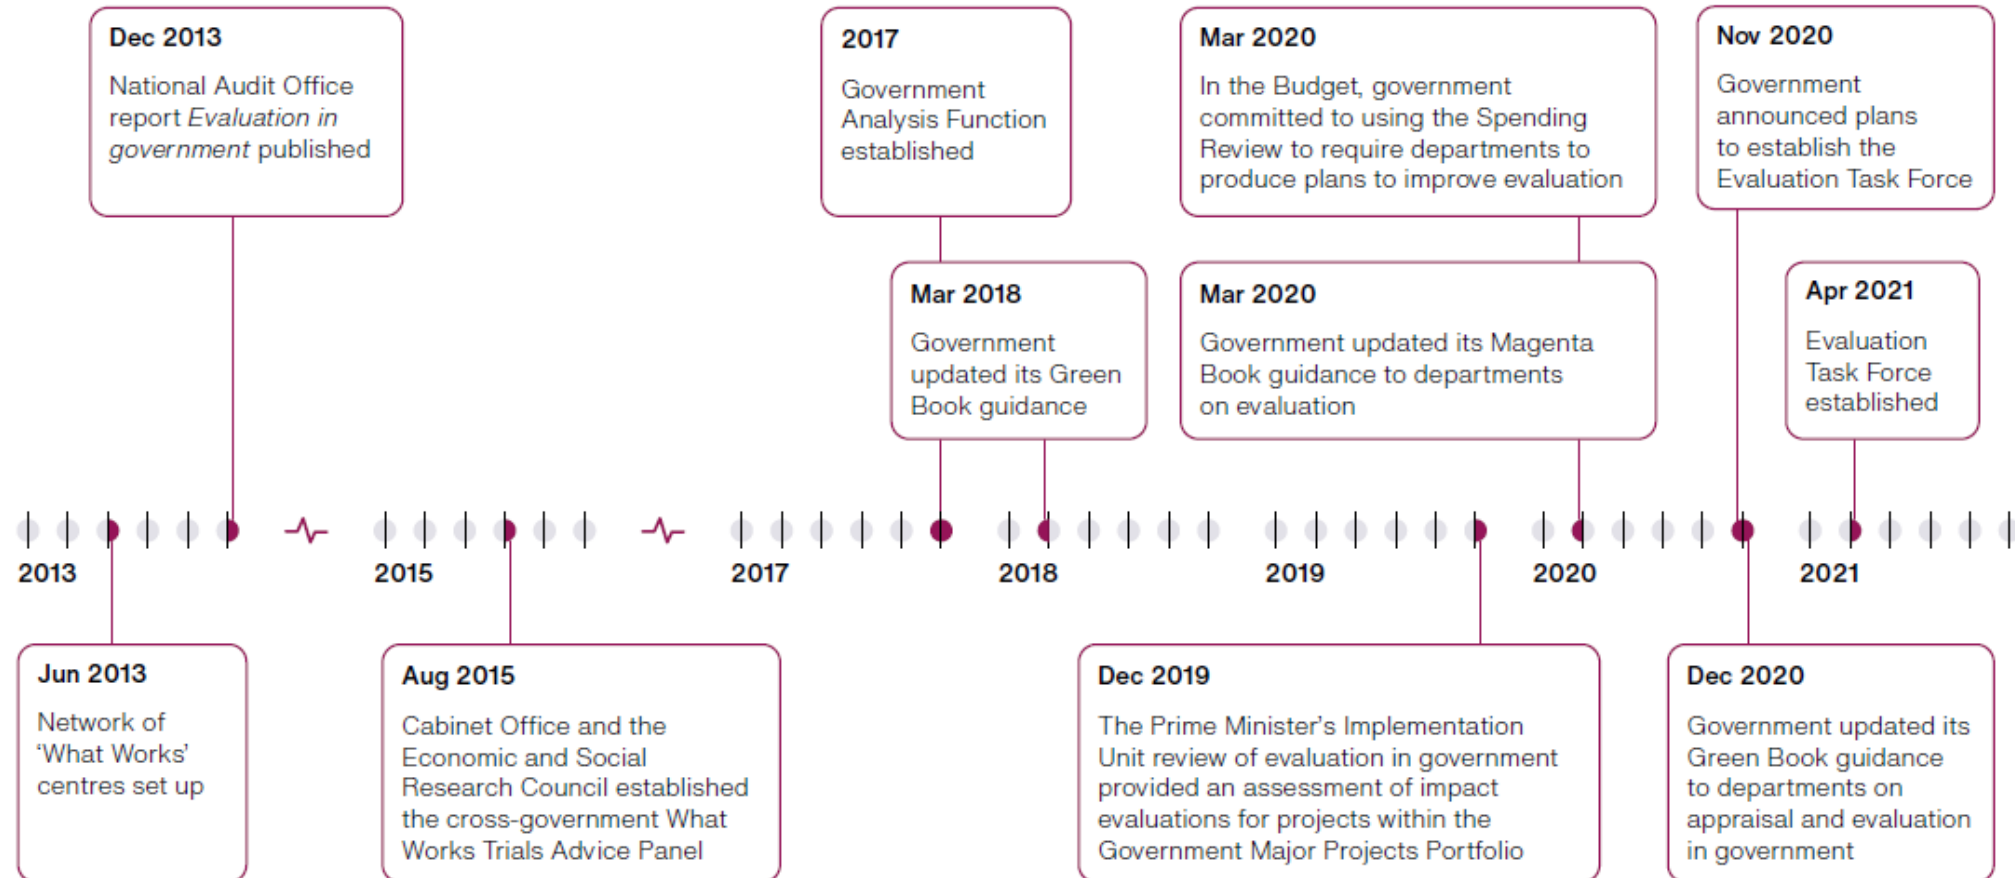 Dec 2013
National Audit Office
report Evaluation in
government published
2017
Government
Analysis Function
established
Mar 2020
In the Budget, government
committed to using the Spending
Review to require departments to
produce plans to improve evaluation
Nov 2020
Government
announced plans
to establish the
Evaluation Task Force
Mar 2018
Government
updated its Green
Book guidance
Mar 2020
Government updated its Magenta
Book guidance to departments
on evaluation
Apr 2021
Evaluation
Task Force
established
2013
2015
2017
2018
2019
2020
2021
Jun 2013
Network of
‘What Works’
centres set up
Aug 2015
Cabinet Office and the
Economic and Social
Research Council established
the cross-government What
Works Trials Advice Panel
Dec 2019
The Prime Minister’s Implementation
Unit review of evaluation in government
provided an assessment of impact
evaluations for projects within the
Government Major Projects Portfolio
Dec 2020
Government updated its
Green Book guidance
to departments on
appraisal and evaluation
in government